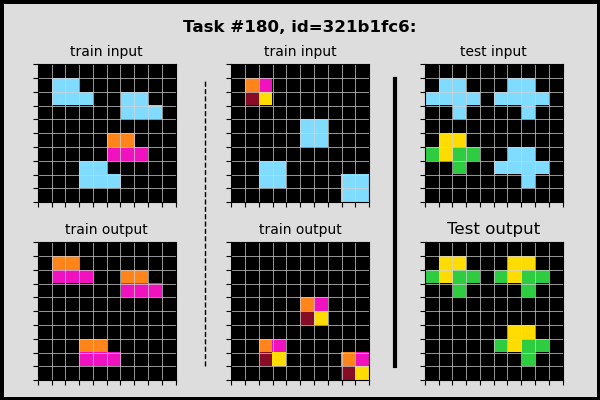 Task #180, id=321b1fc6:
train input
train input
test input
train output
train output
Test output